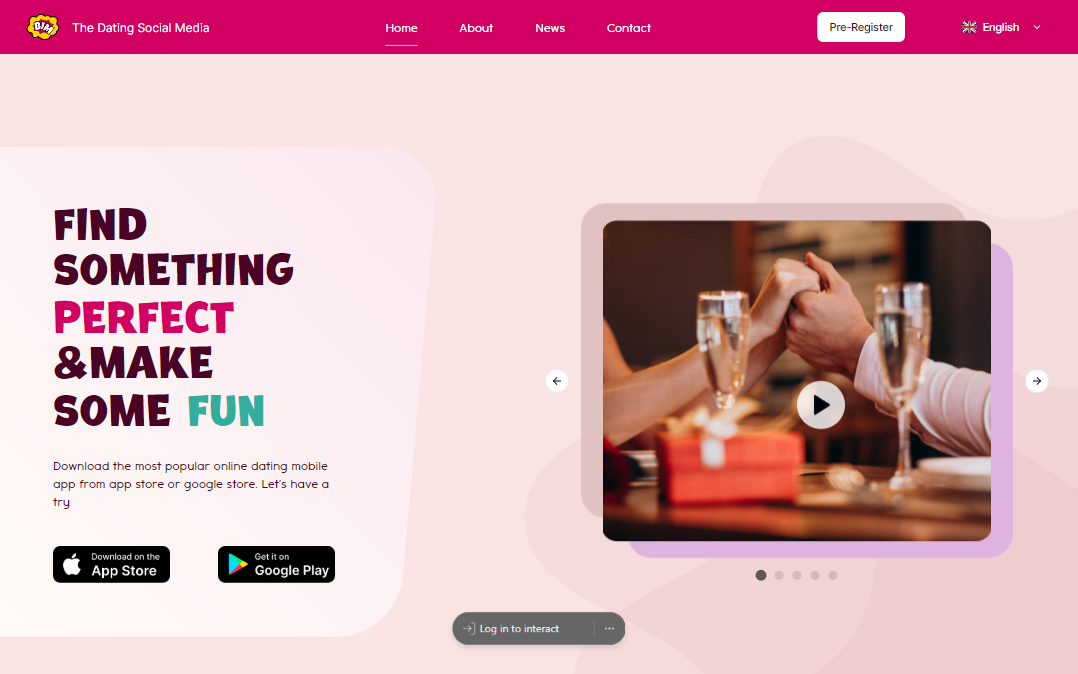 BIM
The Dating Social Media
Home
About
News
Contact
Pre-Register
English
FIND
SOMETHING
PERFECT
&MAKE
SOME FUN
Download the most popular online dating mobile
app from app store or google store. Let's have a
try
Download on the
App Store
Get it on
Google Play
Log in to interact